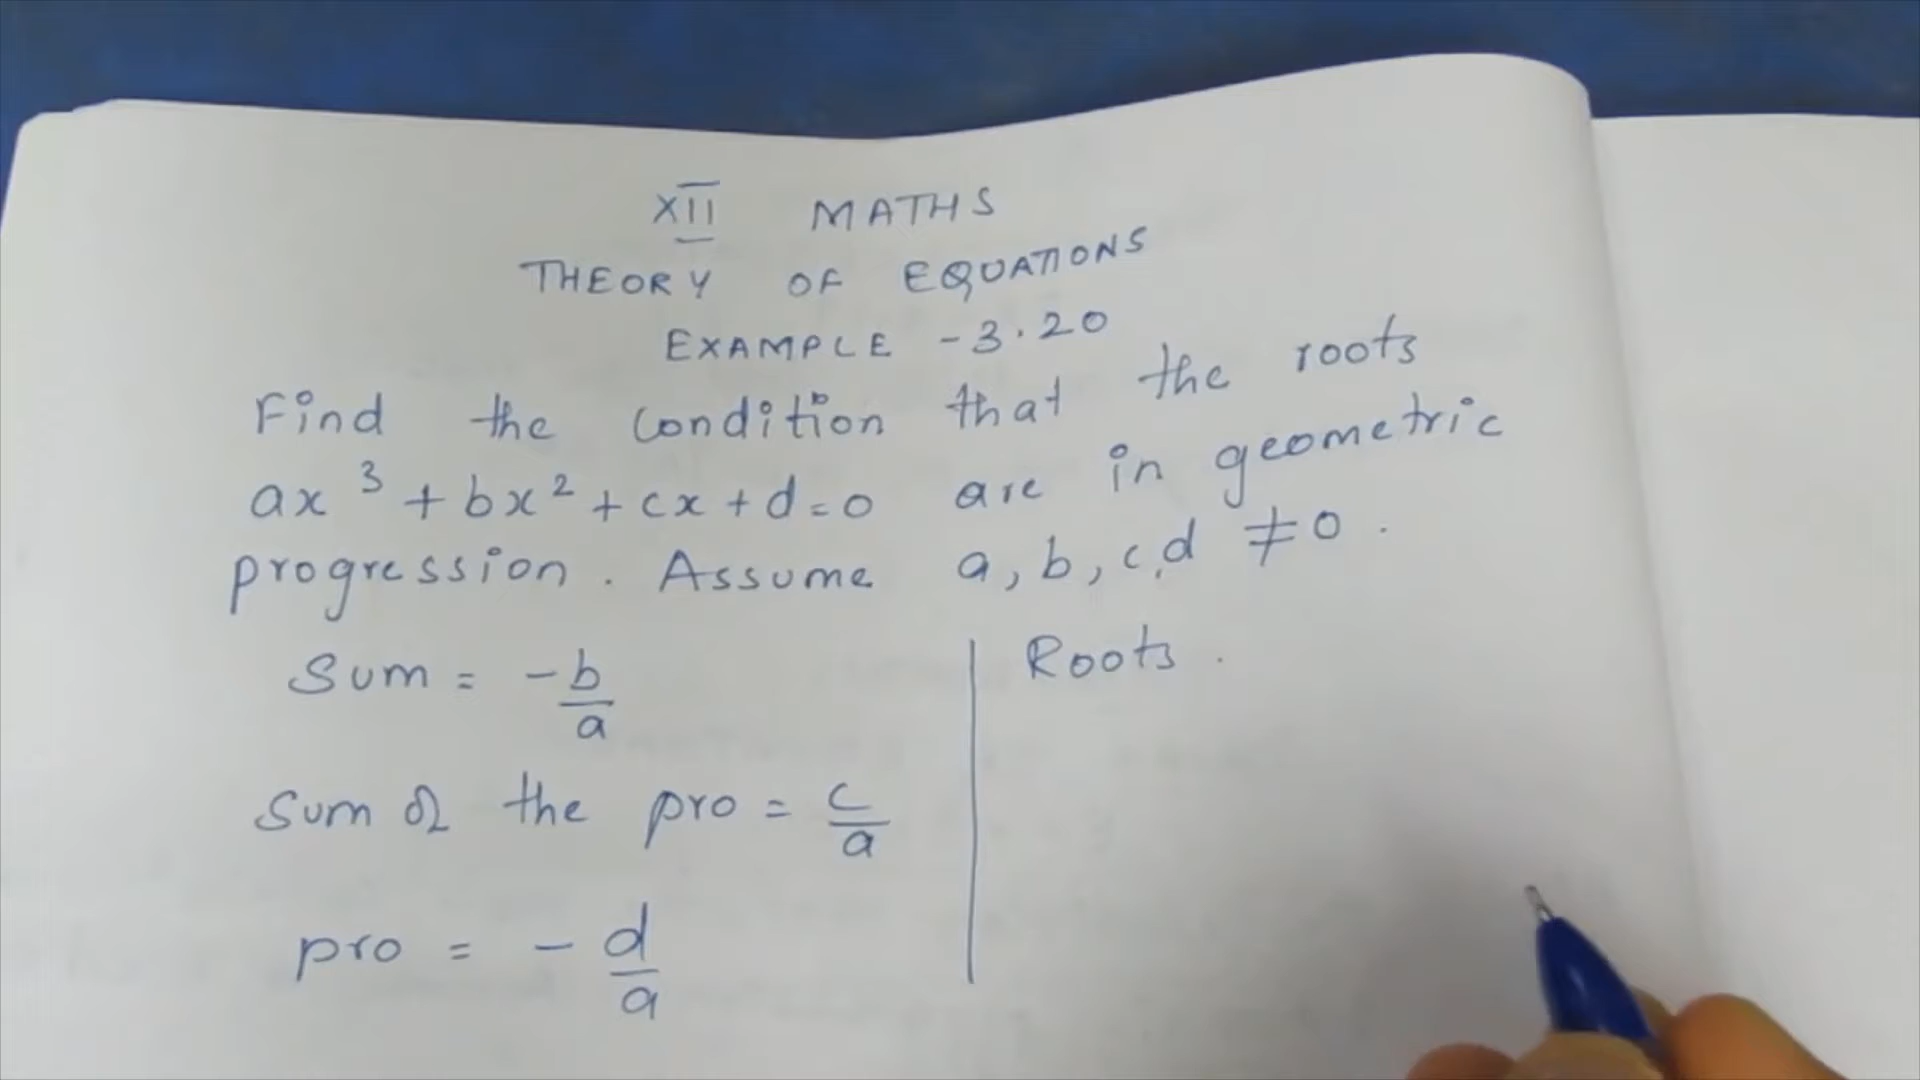 XII MATHS
THEORY OF EQUATIONS
EXAMPLE - 3.20
Find the condition that the roots
ax³ + bx² + cx + d = 0 are in geometric
progression. Assume a, b, c, d ≠ 0.
Sum = -b/a
Roots.
Sum of the pro = c/a
pro = - d/a